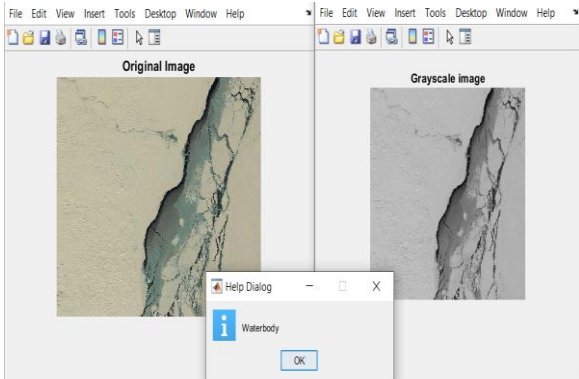 File Edit View Insert Tools Desktop Window Help
Original Image
File Edit View Insert Tools Desktop Window Help
Grayscale image
Help Dialog
Waterbody
OK